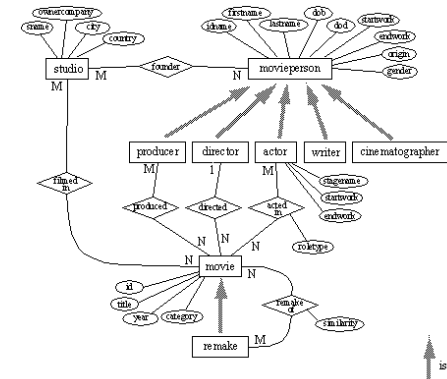 ownercompany
sname
city
country
firstname
idname
lastname
dob
dod
startwork
endwork
origin
gender
studio
founder
movieperson
M
M
N
producer
director
actor
writer
cinematographer
M
1
M
stagename
startwork
endwork
filmed in
produced
directed
acted in
roletype
N
N
N
N
movie
N
id
title
year
category
remake of
similarity
remake
M
is